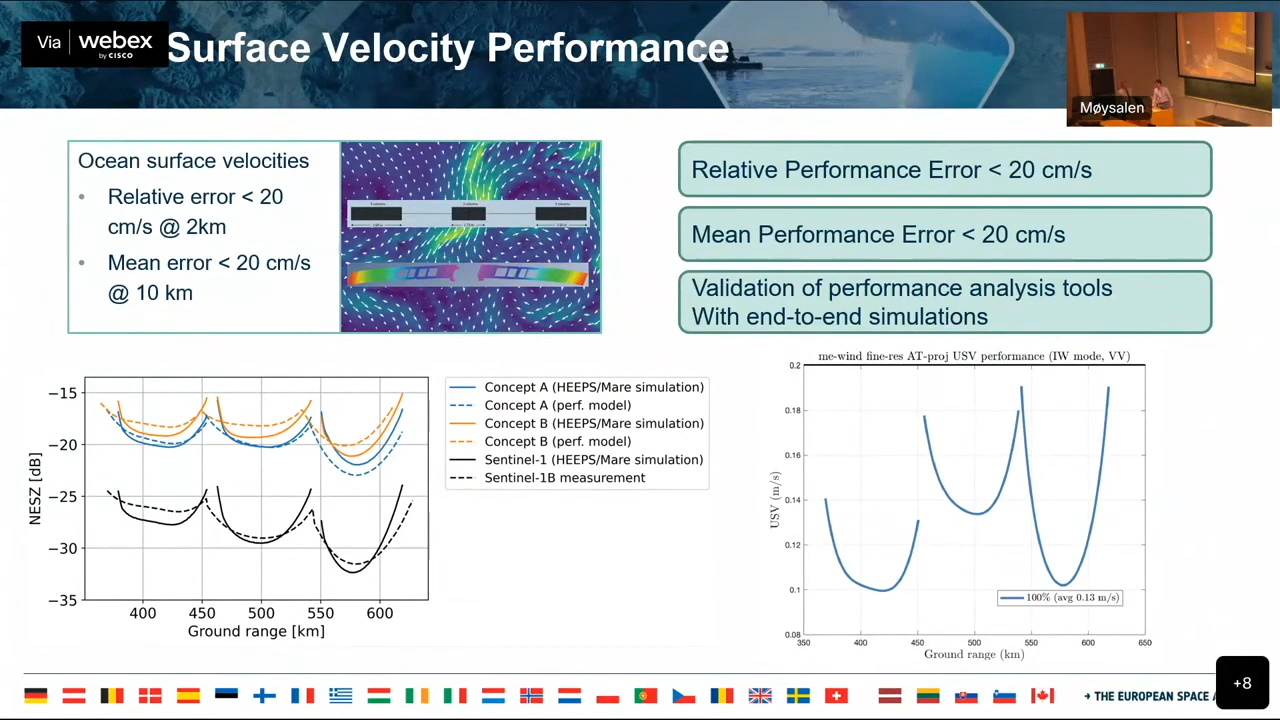 Via webex
by CISCO
Surface Velocity Performance
Møysalen
Ocean surface velocities
• Relative error < 20
cm/s @ 2km
• Mean error < 20 cm/s
@ 10 km
Relative Performance Error < 20 cm/s
Mean Performance Error < 20 cm/s
Validation of performance analysis tools
With end-to-end simulations
−15
−20
−25
−30
−35
NESZ [dB]
400 450 500 550 600
Ground range [km]
Concept A (HEEPS/Mare simulation)
Concept A (perf. model)
Concept B (HEEPS/Mare simulation)
Concept B (perf. model)
Sentinel-1 (HEEPS/Mare simulation)
Sentinel-1B measurement
me-wind fine-res AT-proj USV performance (IW mode, VV)
0.2
0.18
0.16
0.14
0.12
0.1
0.08
USV (m/s)
100% (avg 0.13 m/s)
350 400 450 500 550 600 650
Ground range (km)
→ THE EUROPEAN SPACE A
+8